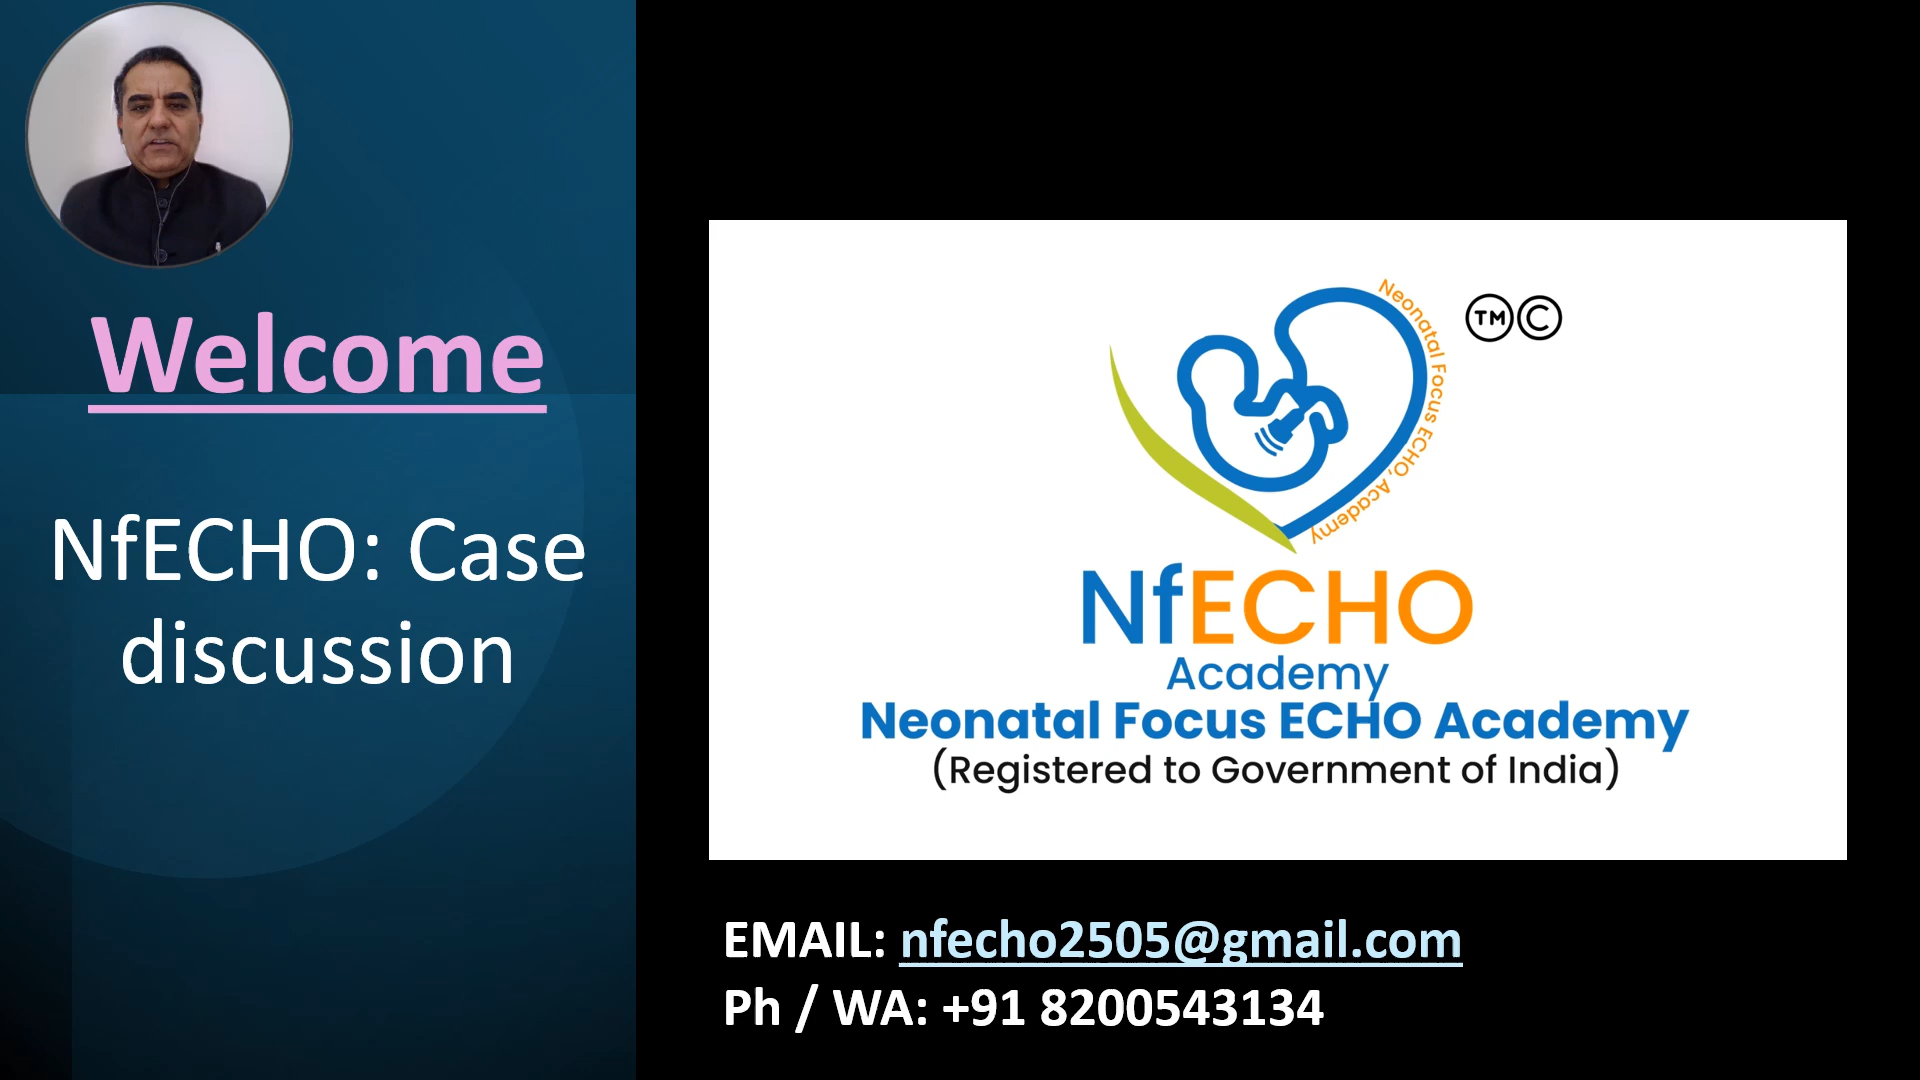 Welcome
NfECHO: Case
discussion
Neonatal Focus ECHO, Academy
TM C
NfECHO
Academy
Neonatal Focus ECHO Academy
(Registered to Government of India)
EMAIL: nfecho2505@gmail.com
Ph / WA: +91 8200543134